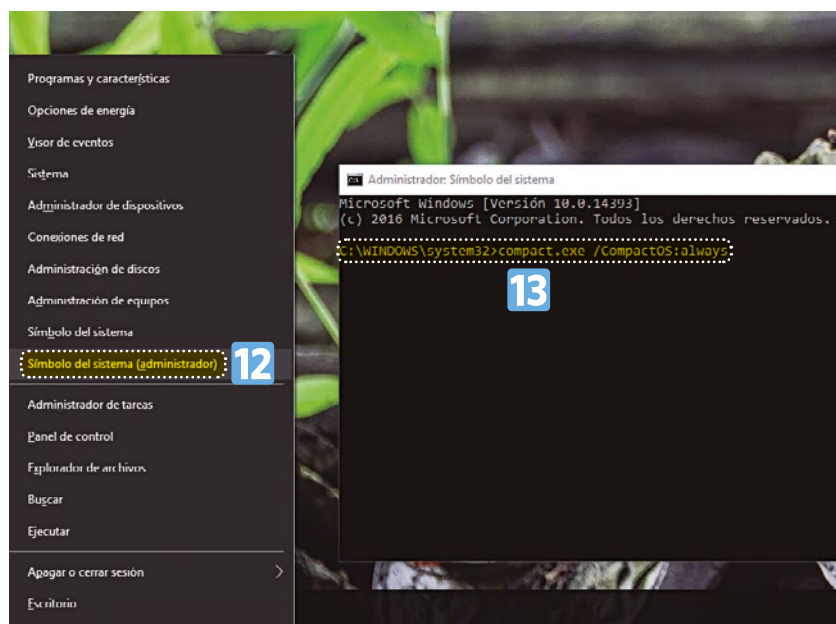 Programas y características
Opciones de energía
Visor de eventos
Sistema
Administrador de dispositivos
Conexiones de red
Administración de discos
Administración de equipos
Símbolo del sistema
Símbolo del sistema (administrador)
12
Administrador de tareas
Panel de control
Explorador de archivos
Buscar
Ejecutar
Apagar o cerrar sesión
Escritorio
Administrador: Símbolo del sistema
Microsoft Windows [Versión 10.0.14393]
(c) 2016 Microsoft Corporation. Todos los derechos reservados.
C:\WINDOWS\system32>compact.exe /CompactOS:always
13